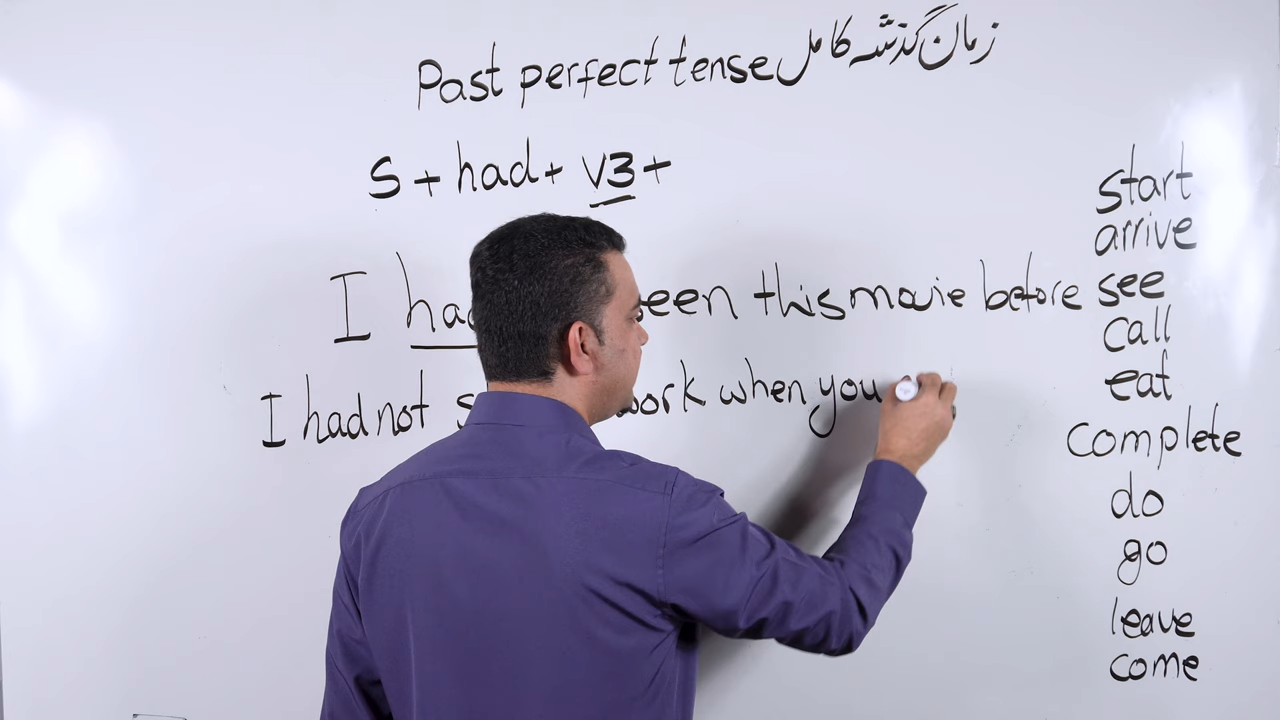 Past perfect tense زمان گذشته کامل
S + had + V3 +
I had this movie before
I had not work when you
start
arrive
see
call
eat
complete
do
go
leave
come